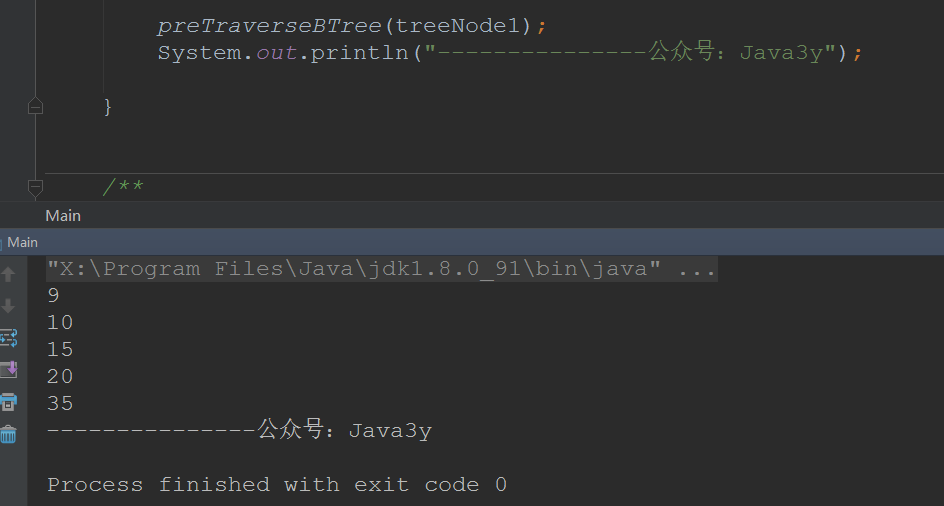 preTraverseBTree(treeNode1);
System.out.println("---------------公众号：Java3y");
}
/**
Main
Main
"X:\Program Files\Java\jdk1.8.0_91\bin\java" ...
9
10
15
20
35
---------------公众号：Java3y
Process finished with exit code 0